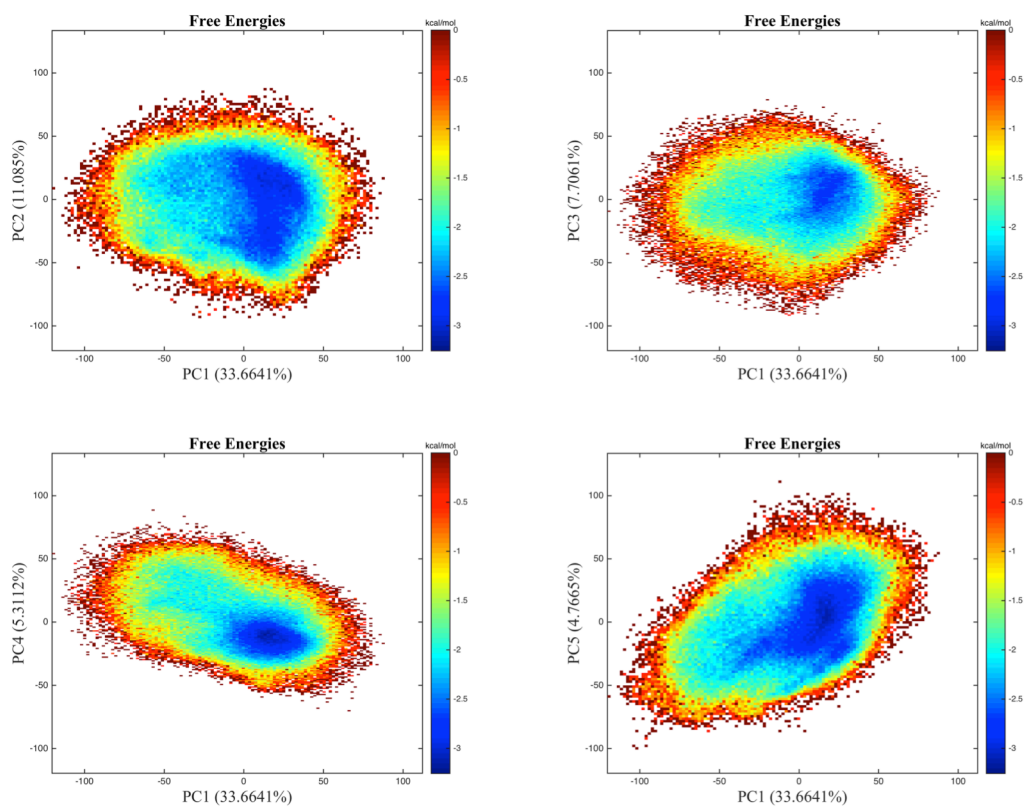 Free Energies
kcal/mol
0
-0.5
-1
-1.5
-2
-2.5
-3
100
50
0
-50
-100
PC2 (11.085%)
-100 -50 0 50 100
PC1 (33.6641%)
Free Energies
kcal/mol
0
-0.5
-1
-1.5
-2
-2.5
-3
100
50
0
-50
-100
PC3 (7.7061%)
-100 -50 0 50 100
PC1 (33.6641%)
Free Energies
kcal/mol
0
-0.5
-1
-1.5
-2
-2.5
-3
100
50
0
-50
-100
PC4 (5.3112%)
-100 -50 0 50 100
PC1 (33.6641%)
Free Energies
kcal/mol
0
-0.5
-1
-1.5
-2
-2.5
-3
100
50
0
-50
-100
PC5 (4.7665%)
-100 -50 0 50 100
PC1 (33.6641%)